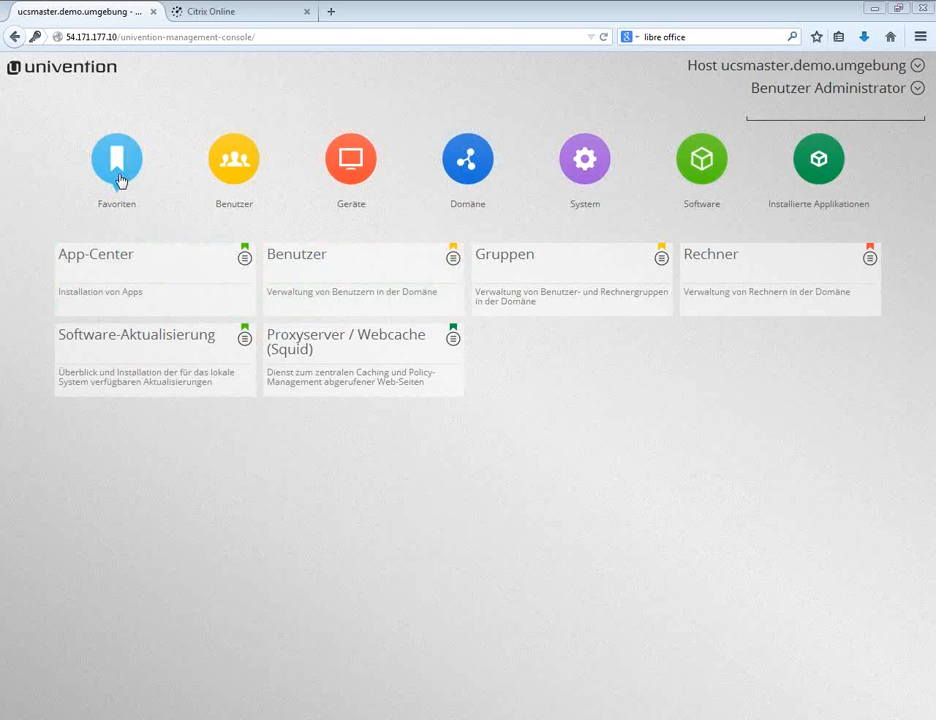 ucsmaster.demo.umgebung - ...
Citrix Online
54.171.177.10/univention-management-console/
libre office
univention
Host ucsmaster.demo.umgebung
Benutzer Administrator
Favoriten
Benutzer
Geräte
Domäne
System
Software
Installierte Applikationen
App-Center
Installation von Apps
Benutzer
Verwaltung von Benutzern in der Domäne
Gruppen
Verwaltung von Benutzer- und Rechnergruppen
in der Domäne
Rechner
Verwaltung von Rechnern in der Domäne
Software-Aktualisierung
Überblick und Installation der für das lokale
System verfügbaren Aktualisierungen
Proxyserver / Webcache
(Squid)
Dienst zum zentralen Caching und Policy-
Management abgerufener Web-Seiten